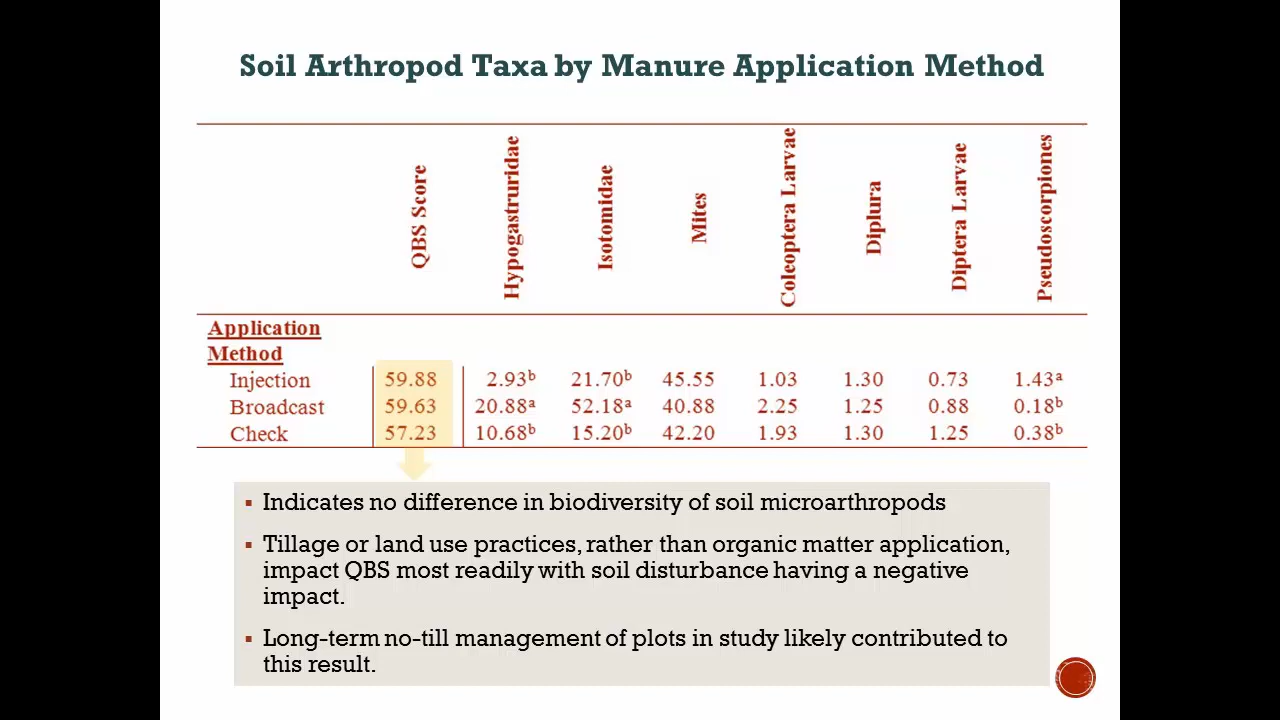 Soil Arthropod Taxa by Manure Application Method
QBS Score Hypogastruridae Isotomidae Mites Coleoptera Larvae Diplura Diptera Larvae Pseudoscorpiones
Application
Method
Injection 59.88 2.93ᵇ 21.70ᵇ 45.55 1.03 1.30 0.73 1.43ᵃ
Broadcast 59.63 20.88ᵃ 52.18ᵃ 40.88 2.25 1.25 0.88 0.18ᵇ
Check 57.23 10.68ᵇ 15.20ᵇ 42.20 1.93 1.30 1.25 0.38ᵇ
▪ Indicates no difference in biodiversity of soil microarthropods
▪ Tillage or land use practices, rather than organic matter application,
impact QBS most readily with soil disturbance having a negative
impact.
▪ Long-term no-till management of plots in study likely contributed to
this result.